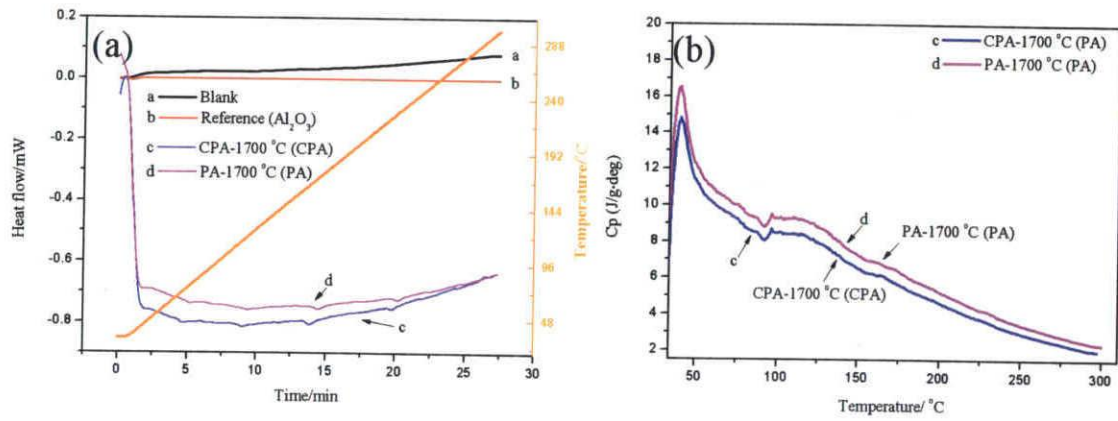 (a)
0.2
0.0
-0.2
-0.4
-0.6
-0.8
Heat flow/mW
a
b
a Blank
b Reference (Al₂O₃)
c CPA-1700 °C (CPA)
d PA-1700 °C (PA)
d
c
288
240
192
144
96
48
Temperature/ °C
0 5 10 15 20 25 30
Time/min
(b)
20
18
16
14
12
10
8
6
4
2
Cp (J/g·deg)
c CPA-1700 °C (PA)
d PA-1700 °C (PA)
d
PA-1700 °C (PA)
c
CPA-1700 °C (CPA)
50 100 150 200 250 300
Temperature/ °C